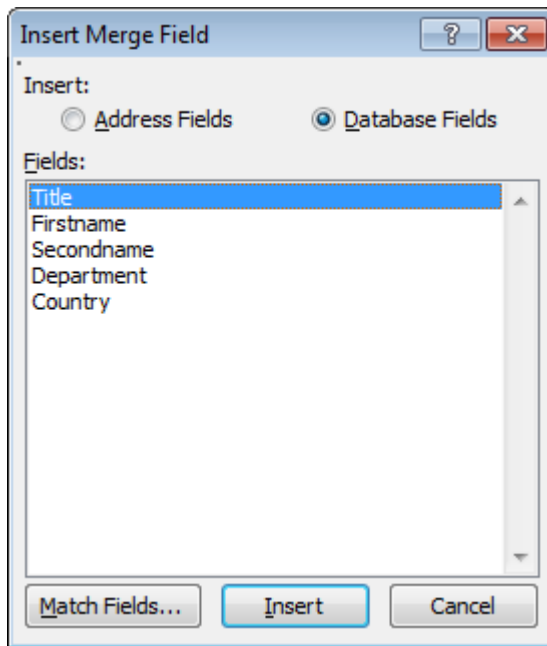 Insert Merge Field
Insert:
Address Fields Database Fields
Fields:
Title
Firstname
Secondname
Department
Country
Match Fields... Insert Cancel